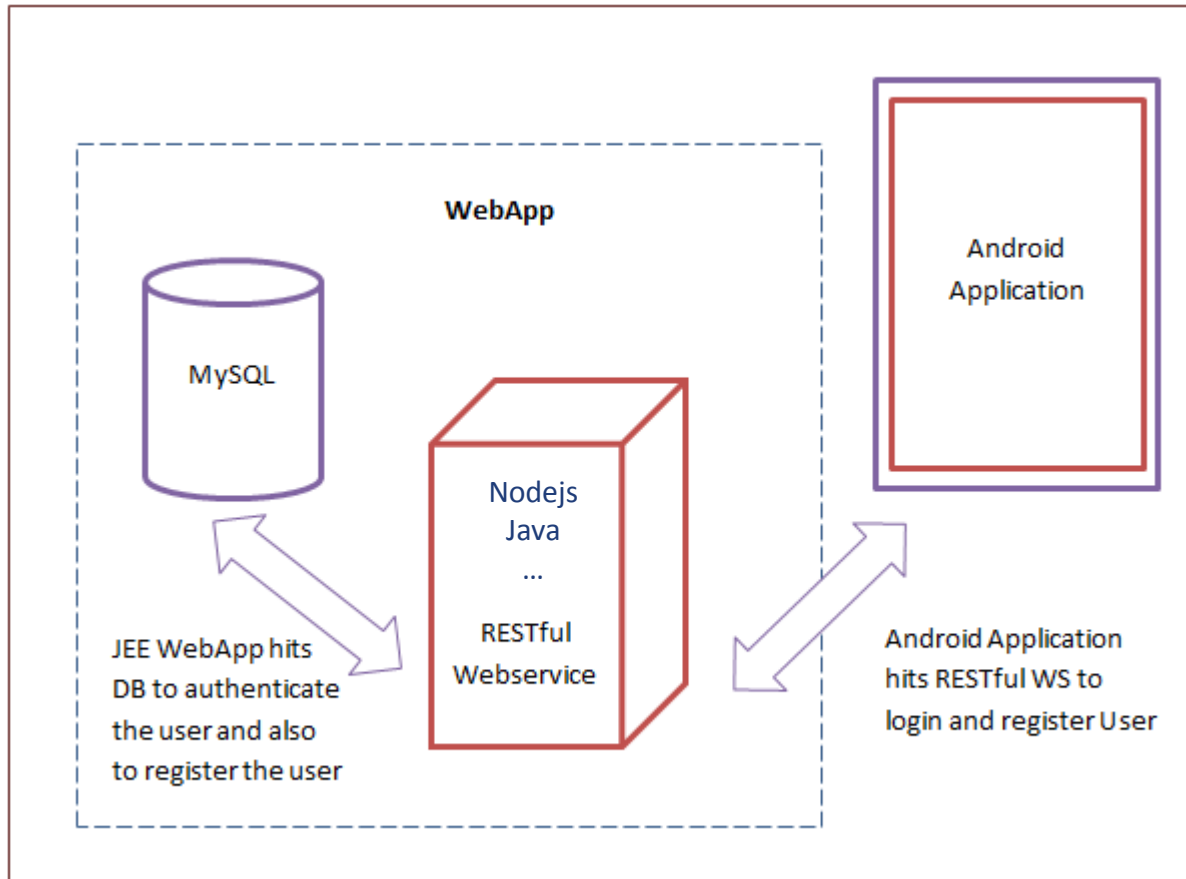 WebApp
Android
Application
MySQL
Nodejs
Java
...
RESTful
Webservice
JEE WebApp hits
DB to authenticate
the user and also
to register the user
Android Application
hits RESTful WS to
login and register User